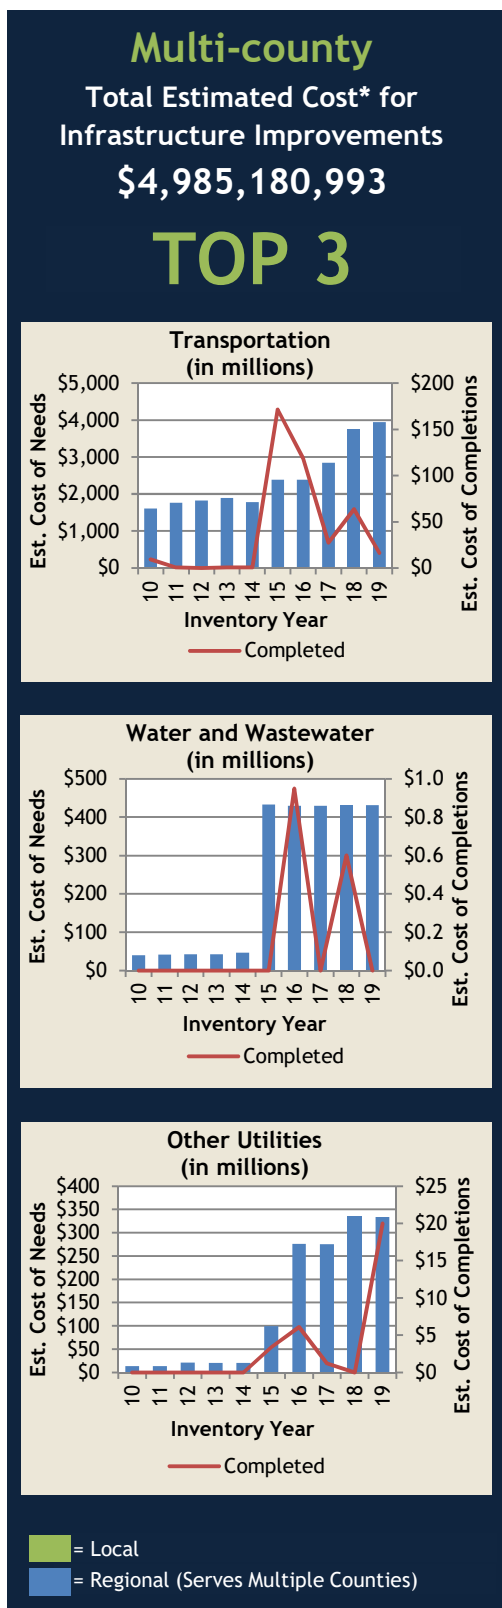 Multi-county
Total Estimated Cost* for
Infrastructure Improvements
$4,985,180,993
TOP 3
Transportation
(in millions)
Est. Cost of Needs
$5,000
$4,000
$3,000
$2,000
$1,000
$0
$200
$150
$100
$50
$0
Est. Cost of Completions
10 11 12 13 14 15 16 17 18 19
Inventory Year
Completed
Water and Wastewater
(in millions)
Est. Cost of Needs
$500
$400
$300
$200
$100
$0
$1.0
$0.8
$0.6
$0.4
$0.2
$0.0
Est. Cost of Completions
10 11 12 13 14 15 16 17 18 19
Inventory Year
Completed
Other Utilities
(in millions)
Est. Cost of Needs
$400
$350
$300
$250
$200
$150
$100
$50
$0
$25
$20
$15
$10
$5
$0
Est. Cost of Completions
10 11 12 13 14 15 16 17 18 19
Inventory Year
Completed
= Local
= Regional (Serves Multiple Counties)